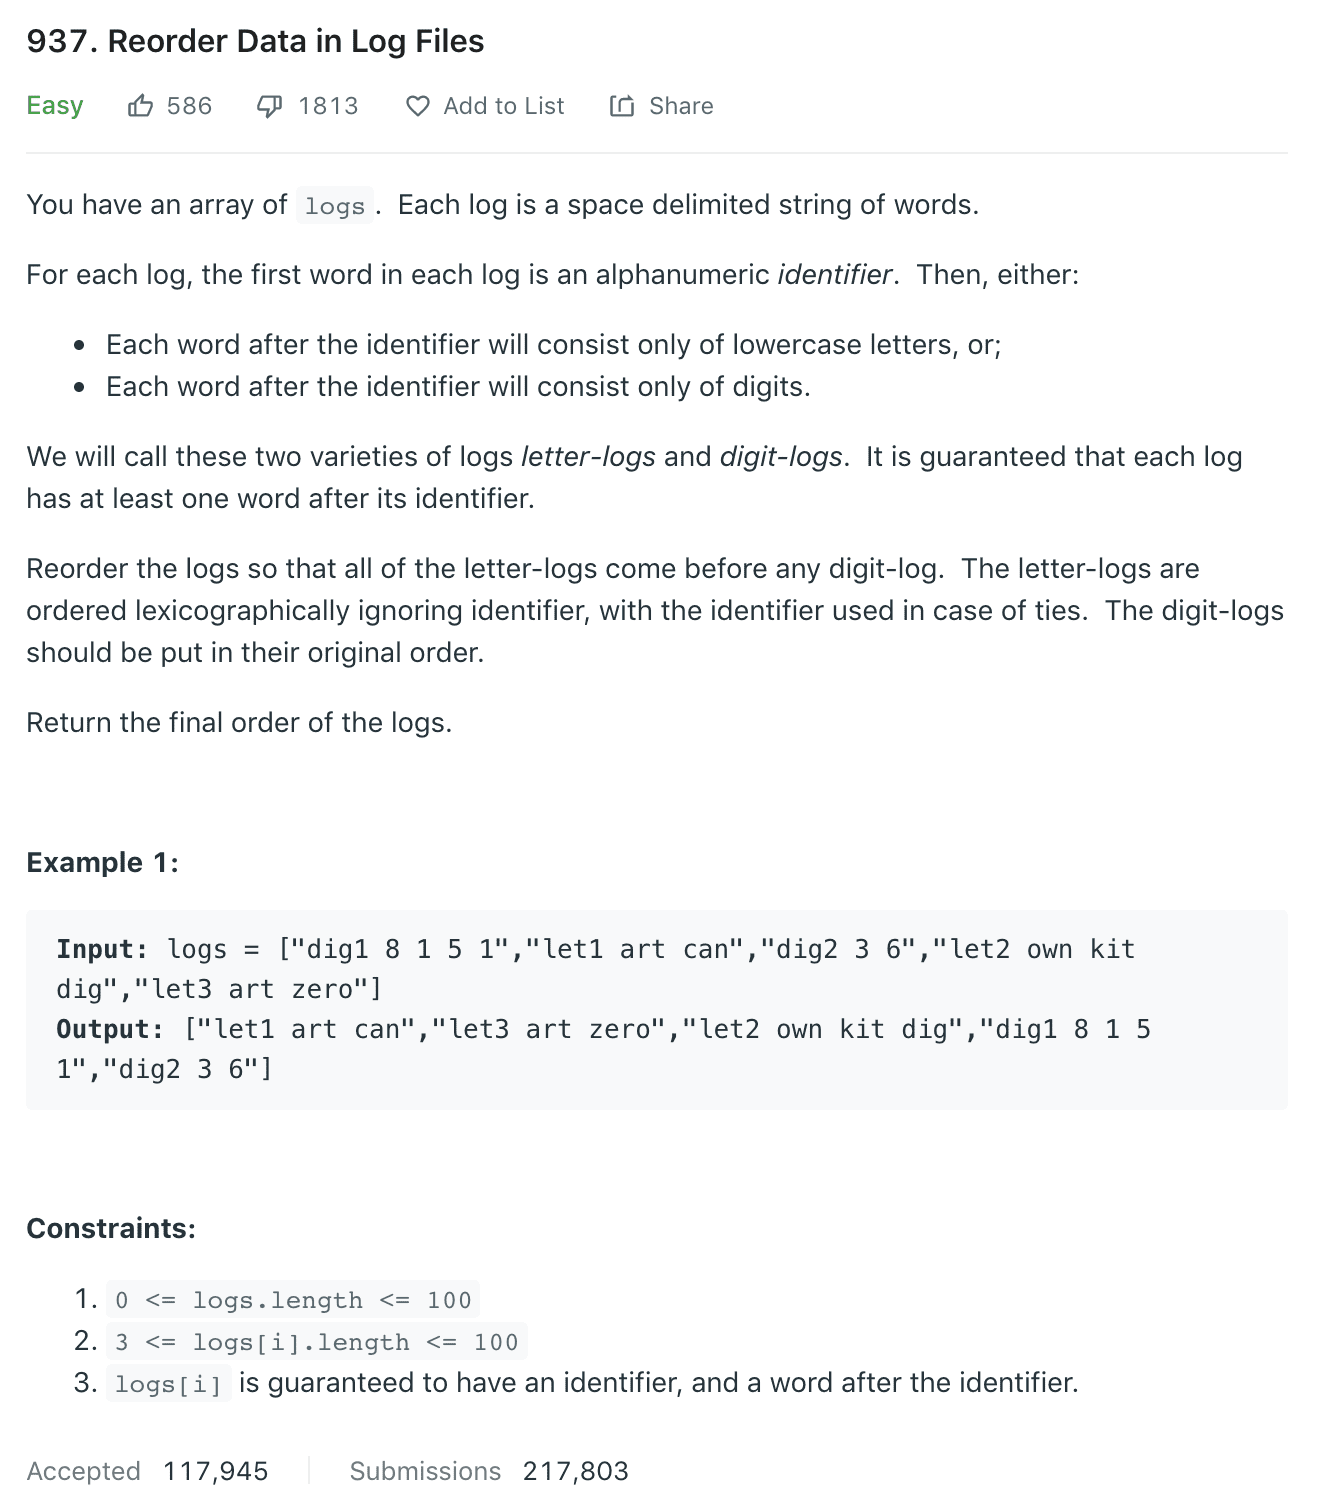 937. Reorder Data in Log Files
Easy 586 1813 Add to List Share
You have an array of logs. Each log is a space delimited string of words.
For each log, the first word in each log is an alphanumeric identifier. Then, either:
• Each word after the identifier will consist only of lowercase letters, or;
• Each word after the identifier will consist only of digits.
We will call these two varieties of logs letter-logs and digit-logs. It is guaranteed that each log
has at least one word after its identifier.
Reorder the logs so that all of the letter-logs come before any digit-log. The letter-logs are
ordered lexicographically ignoring identifier, with the identifier used in case of ties. The digit-logs
should be put in their original order.
Return the final order of the logs.
Example 1:
Input: logs = ["dig1 8 1 5 1","let1 art can","dig2 3 6","let2 own kit
dig","let3 art zero"]
Output: ["let1 art can","let3 art zero","let2 own kit dig","dig1 8 1 5
1","dig2 3 6"]
Constraints:
1. 0 <= logs.length <= 100
2. 3 <= logs[i].length <= 100
3. logs[i] is guaranteed to have an identifier, and a word after the identifier.
Accepted 117,945 Submissions 217,803